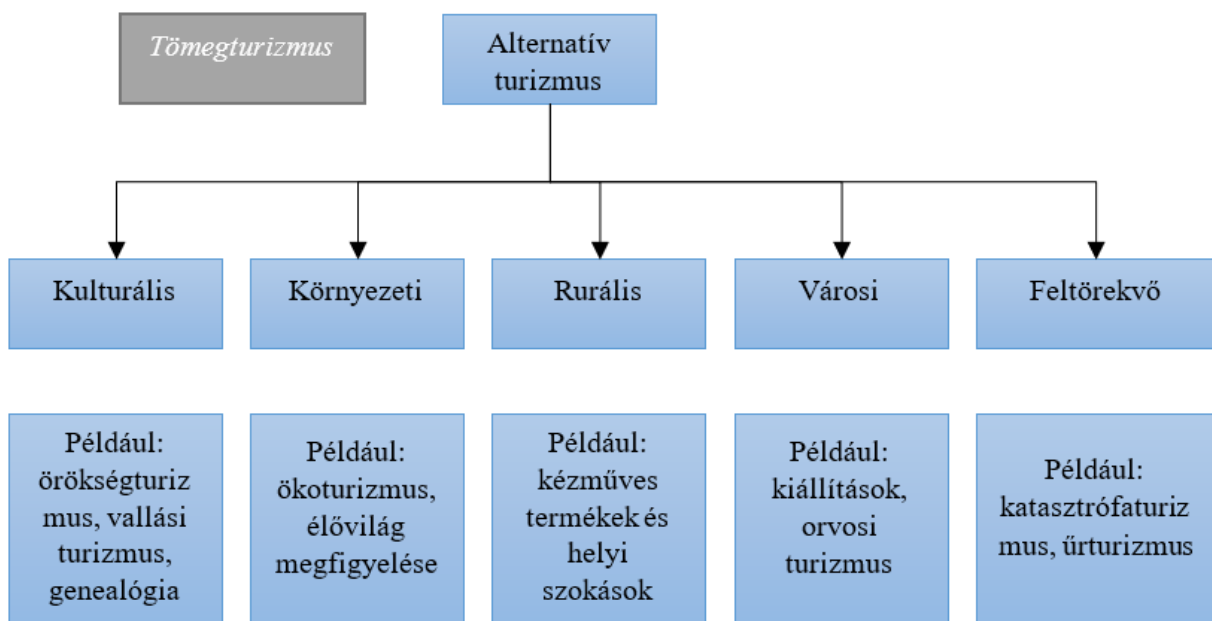 Tömegturizmus
Alternatív
turizmus
Kulturális
Környezeti
Rurális
Városi
Feltörekvő
Például:
örökségturiz
mus, vallási
turizmus,
genealógia
Például:
ökoturizmus,
élővilág
megfigyelése
Például:
kézműves
termékek és
helyi
szokások
Például:
kiállítások,
orvosi
turizmus
Például:
katasztrófaturiz
mus, űrturizmus